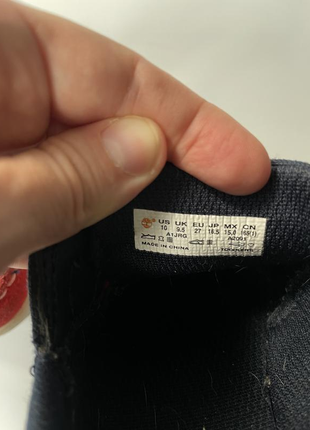 US UK EU JP MX CN
10 9.5 27 16.5 15.0 165(1)
A1JRG A2091
MADE IN CHINA